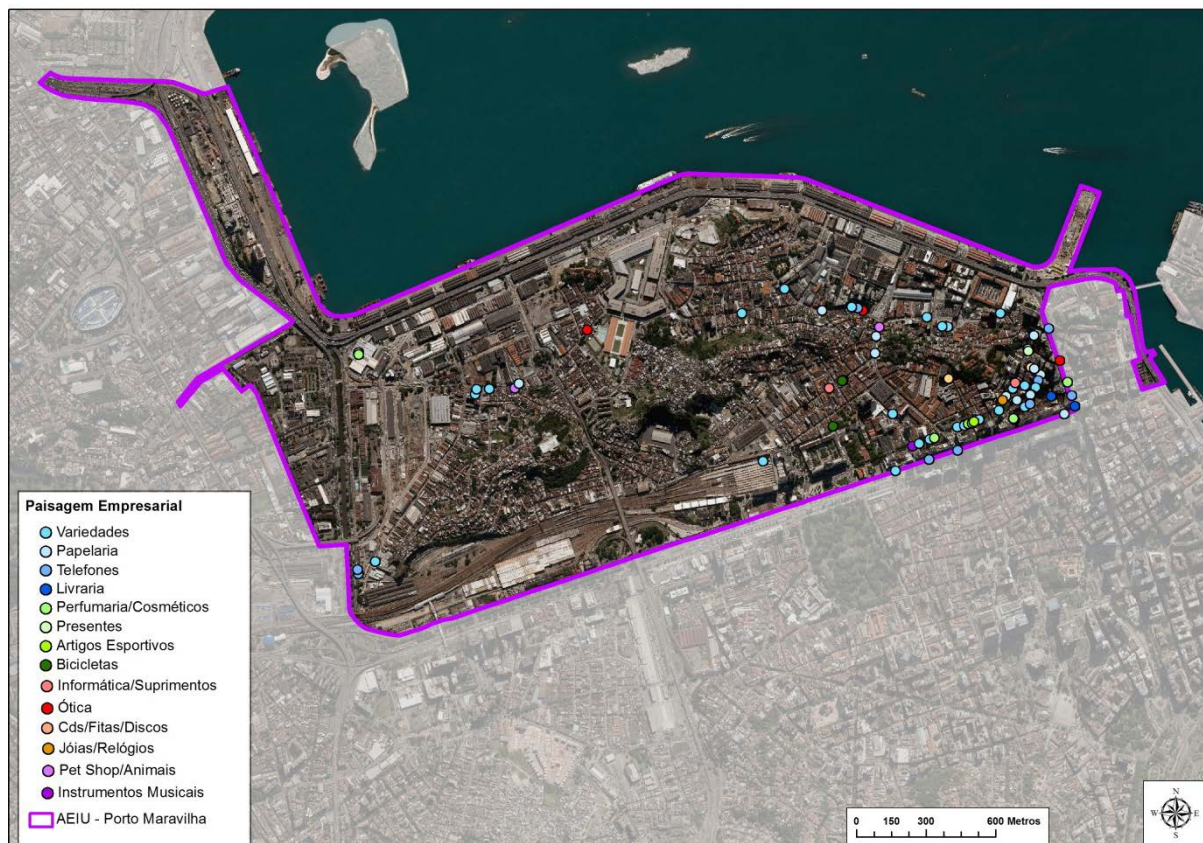 Paisagem Empresarial
Variedades
Papelaria
Telefones
Livraria
Perfumaria/Cosméticos
Presentes
Artigos Esportivos
Bicicletas
Informática/Suprimentos
Ótica
Cds/Fitas/Discos
Jóias/Relógios
Pet Shop/Animais
Instrumentos Musicais
AEIU - Porto Maravilha
0 150 300 600 Metros
N
W E
S